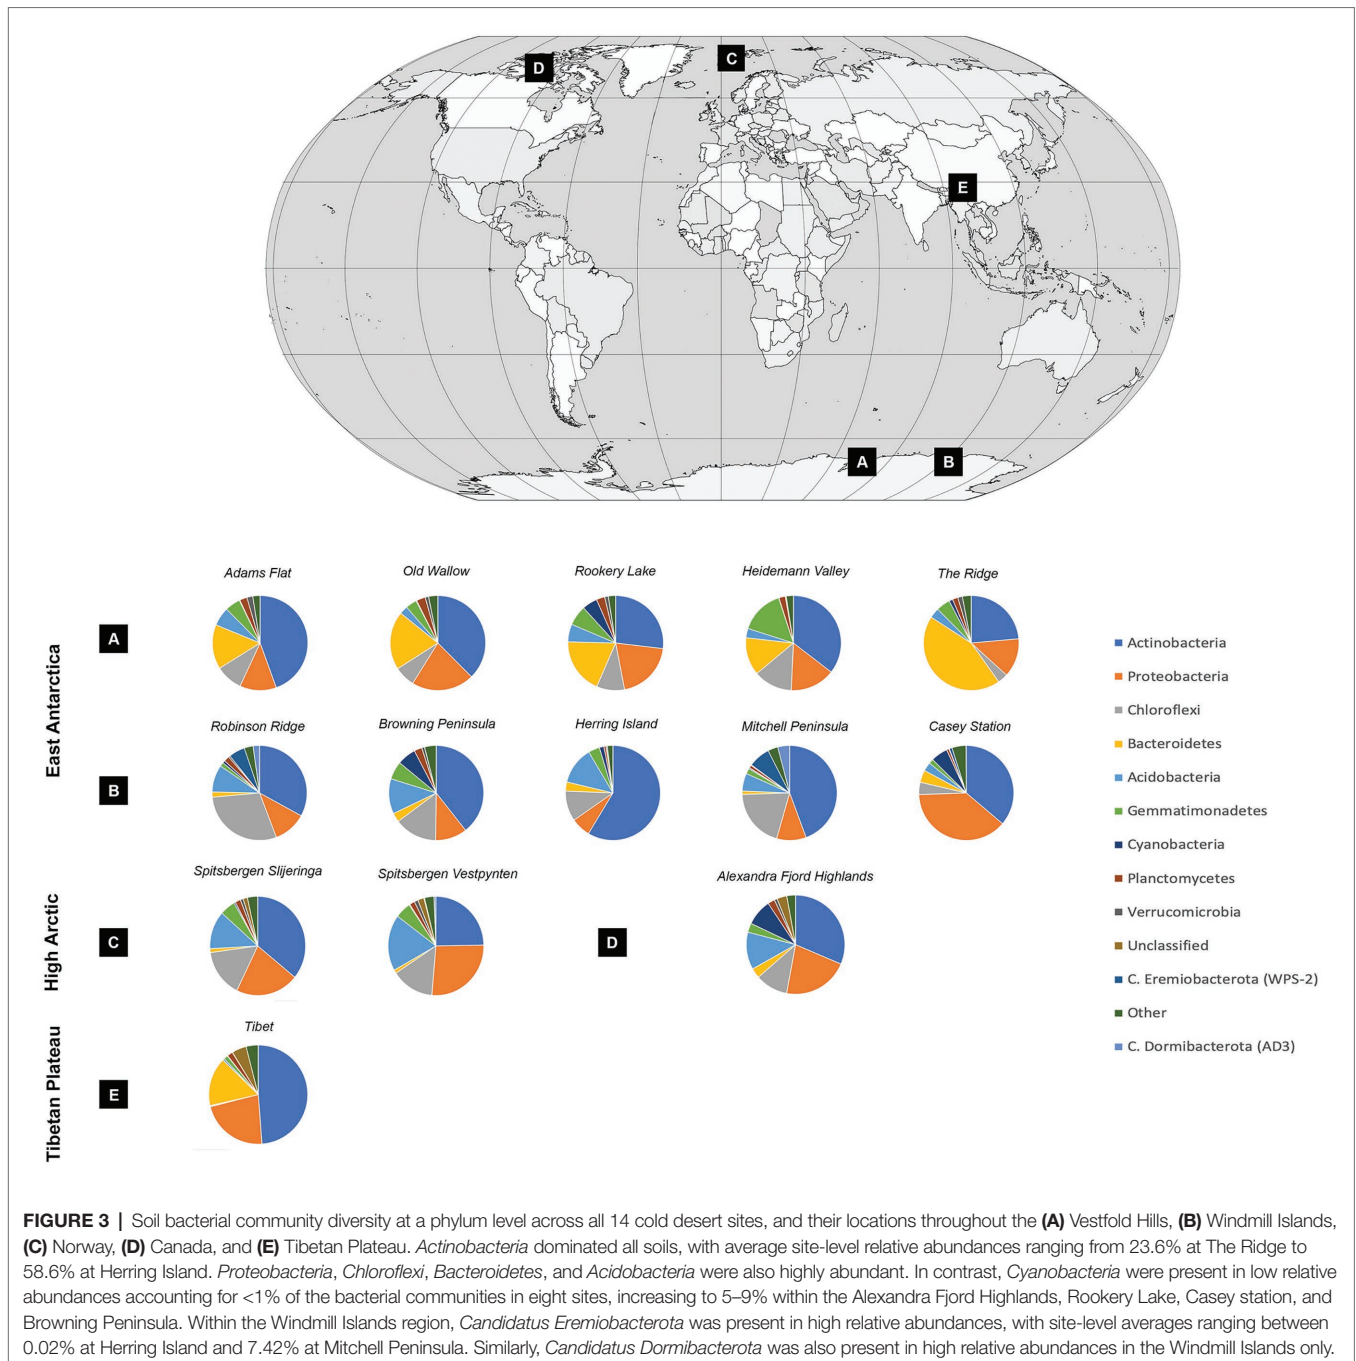 D
C
E
A
B
Adams Flat
Old Wallow
Rookery Lake
Heidemann Valley
The Ridge
A
East Antarctica
Robinson Ridge
Browning Peninsula
Herring Island
Mitchell Peninsula
Casey Station
B
Spitsbergen Slijeringa
Spitsbergen Vestpynten
Alexandra Fjord Highlands
High Arctic
C
D
Tibet
Tibetan Plateau
E
Actinobacteria
Proteobacteria
Chloroflexi
Bacteroidetes
Acidobacteria
Gemmatimonadetes
Cyanobacteria
Planctomycetes
Verrucomicrobia
Unclassified
C. Eremiobacterota (WPS-2)
Other
C. Dormibacterota (AD3)
FIGURE 3 | Soil bacterial community diversity at a phylum level across all 14 cold desert sites, and their locations throughout the (A) Vestfold Hills, (B) Windmill Islands,
(C) Norway, (D) Canada, and (E) Tibetan Plateau. Actinobacteria dominated all soils, with average site-level relative abundances ranging from 23.6% at The Ridge to
58.6% at Herring Island. Proteobacteria, Chloroflexi, Bacteroidetes, and Acidobacteria were also highly abundant. In contrast, Cyanobacteria were present in low relative
abundances accounting for <1% of the bacterial communities in eight sites, increasing to 5–9% within the Alexandra Fjord Highlands, Rookery Lake, Casey station, and
Browning Peninsula. Within the Windmill Islands region, Candidatus Eremiobacterota was present in high relative abundances, with site-level averages ranging between
0.02% at Herring Island and 7.42% at Mitchell Peninsula. Similarly, Candidatus Dormibacterota was also present in high relative abundances in the Windmill Islands only.